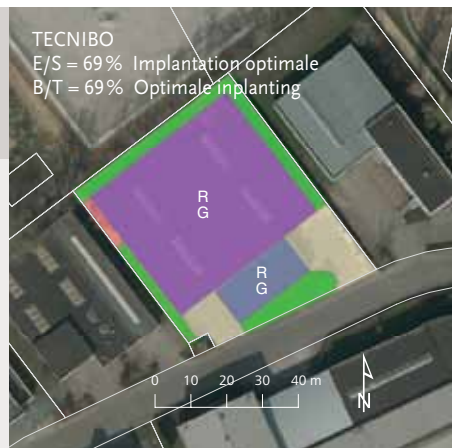 TECNIBO
E/S = 69% Implantation optimale
B/T = 69% Optimale inplanting
R
G
R
G
0 10 20 30 40 m
N